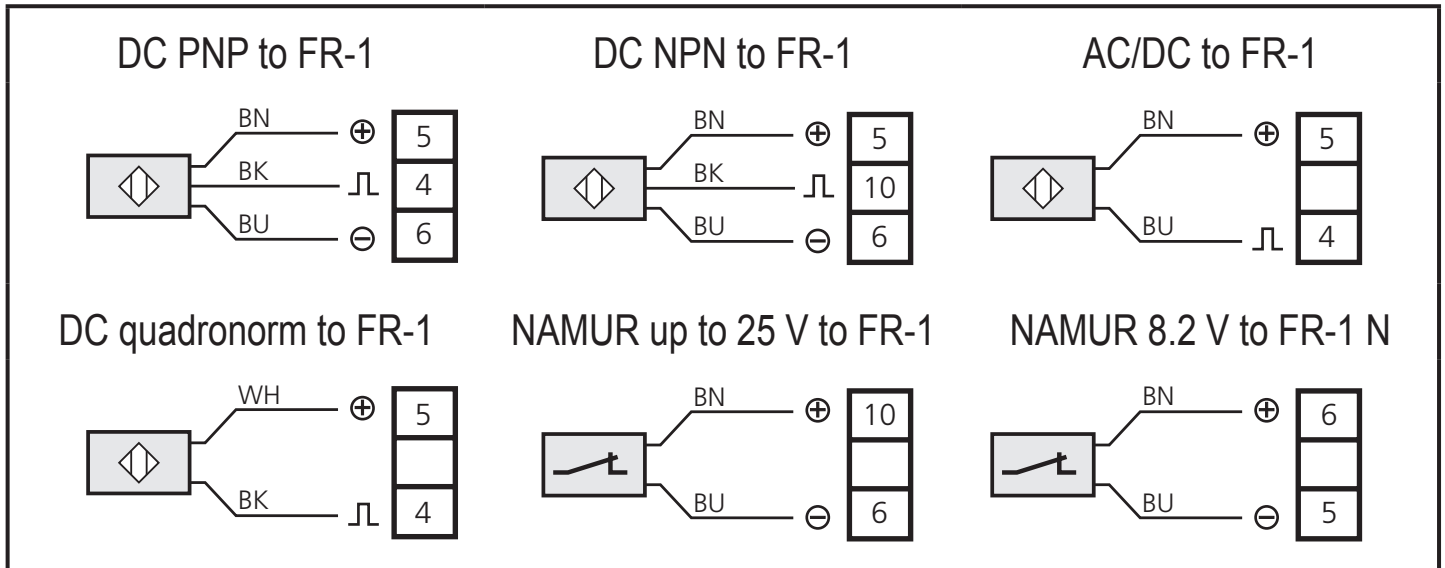 DC PNP to FR-1
BN 5
BK 4
BU 6
DC NPN to FR-1
BN 5
BK 10
BU 6
AC/DC to FR-1
BN 5
BU 4
DC quadronorm to FR-1
WH 5
BK 4
NAMUR up to 25 V to FR-1
BN 10
BU 6
NAMUR 8.2 V to FR-1 N
BN 6
BU 5